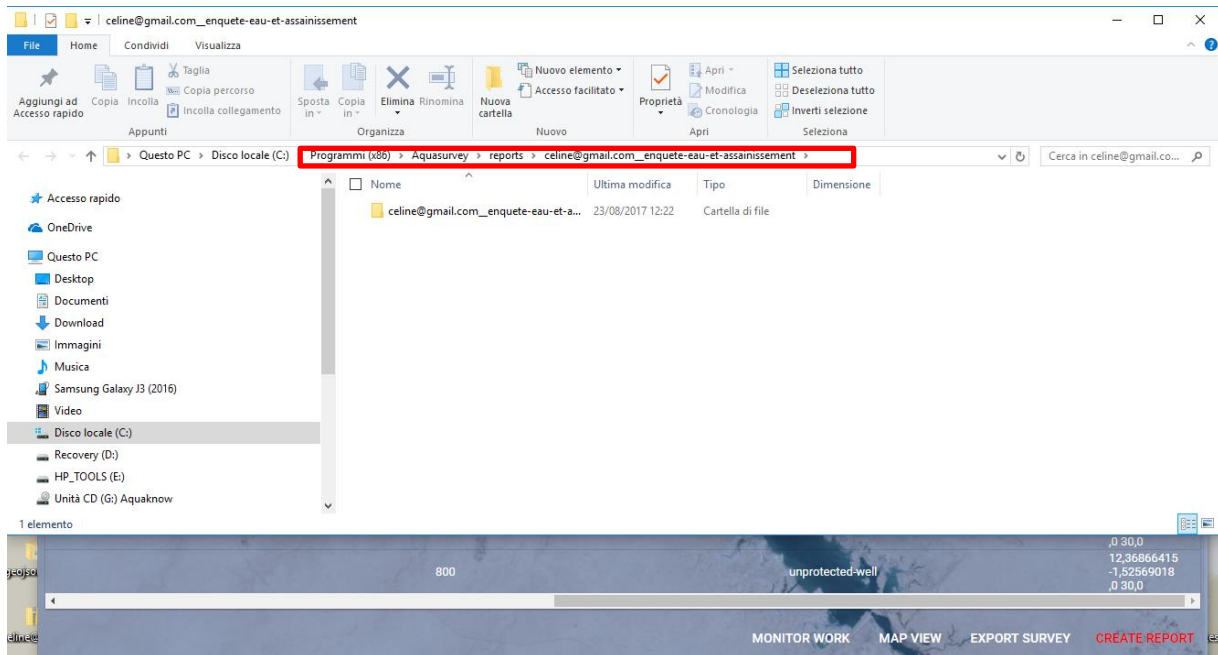 celine@gmail.com__enquete-eau-et-assainissement
File Home Condividi Visualizza
Aggiungi ad
Accesso rapido
Copia
Incolla
Taglia
Copia percorso
Incolla collegamento
Appunti
Sposta
in
Copia
in
Elimina
Rinomina
Organizza
Nuova
cartella
Nuovo elemento
Accesso facilitato
Nuovo
Proprietà
Apri
Modifica
Cronologia
Apri
Seleziona tutto
Deseleziona tutto
Inverti selezione
Seleziona
Questo PC > Disco locale (C:) Programmi (x86) > Aquasurvey > reports > celine@gmail.com__enquete-eau-et-assainissement >
Cerca in celine@gmail.co...
Nome Ultima modifica Tipo Dimensione
celine@gmail.com__enquete-eau-et-a... 23/08/2017 12:22 Cartella di file
Accesso rapido
OneDrive
Questo PC
Desktop
Documenti
Download
Immagini
Musica
Samsung Galaxy J3 (2016)
Video
Disco locale (C:)
Recovery (D:)
HP_TOOLS (E:)
Unità CD (G:) Aquaknow
1 elemento
,0 30,0
800 unprotected-well 12,36866415
-1,52569018
,0 30,0
MONITOR WORK MAP VIEW EXPORT SURVEY CREATE REPORT